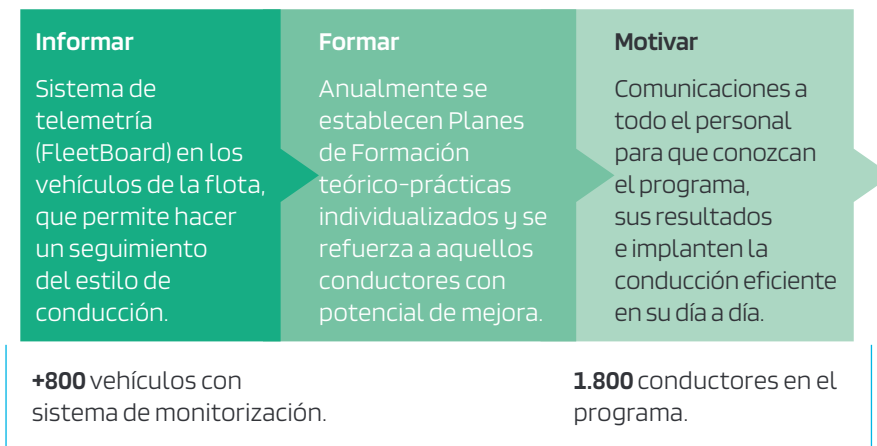 Informar
Sistema de
telemetría
(FleetBoard) en los
vehículos de la flota,
que permite hacer
un seguimiento
del estilo de
conducción.
Formar
Anualmente se
establecen Planes
de Formación
teórico-prácticas
individualizados y se
refuerza a aquellos
conductores con
potencial de mejora.
Motivar
Comunicaciones a
todo el personal
para que conozcan
el programa,
sus resultados
e implanten la
conducción eficiente
en su día a día.
+800 vehículos con
sistema de monitorización.
1.800 conductores en el
programa.